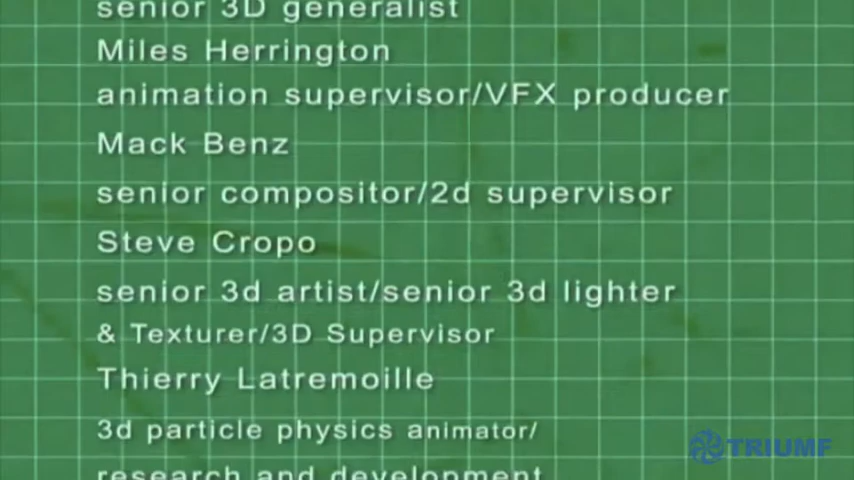 senior 3D generalist
Miles Herrington
animation supervisor/VFX producer
Mack Benz
senior compositor/2d supervisor
Steve Cropo
senior 3d artist/senior 3d lighter
& Texturer/3D Supervisor
Thierry Latremoille
3d particle physics animator/
research and development
TRIUMF